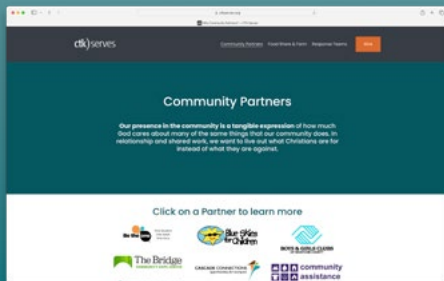 ctk)serves
Community Partners Food Share & Farm Response Teams Give
Community Partners
Our presence in the community is a tangible expression of how much
God cares about many of the same things that our community does. In
relationship and shared work, we want to live out what Christians are for
instead of what they are against.
Click on a Partner to learn more
Be the
Blue Skies
for Children
BOYS & GIRLS CLUBS
The Bridge
CASCADE CONNECTIONS
community
assistance